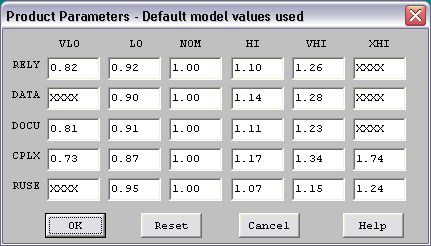 Product Parameters - Default model values used
VLO LO NOM HI VHI XHI
RELY 0.82 0.92 1.00 1.10 1.26 XXXX
DATA XXXX 0.90 1.00 1.14 1.28 XXXX
DOCU 0.81 0.91 1.00 1.11 1.23 XXXX
CPLX 0.73 0.87 1.00 1.17 1.34 1.74
RUSE XXXX 0.95 1.00 1.07 1.15 1.24
OK Reset Cancel Help